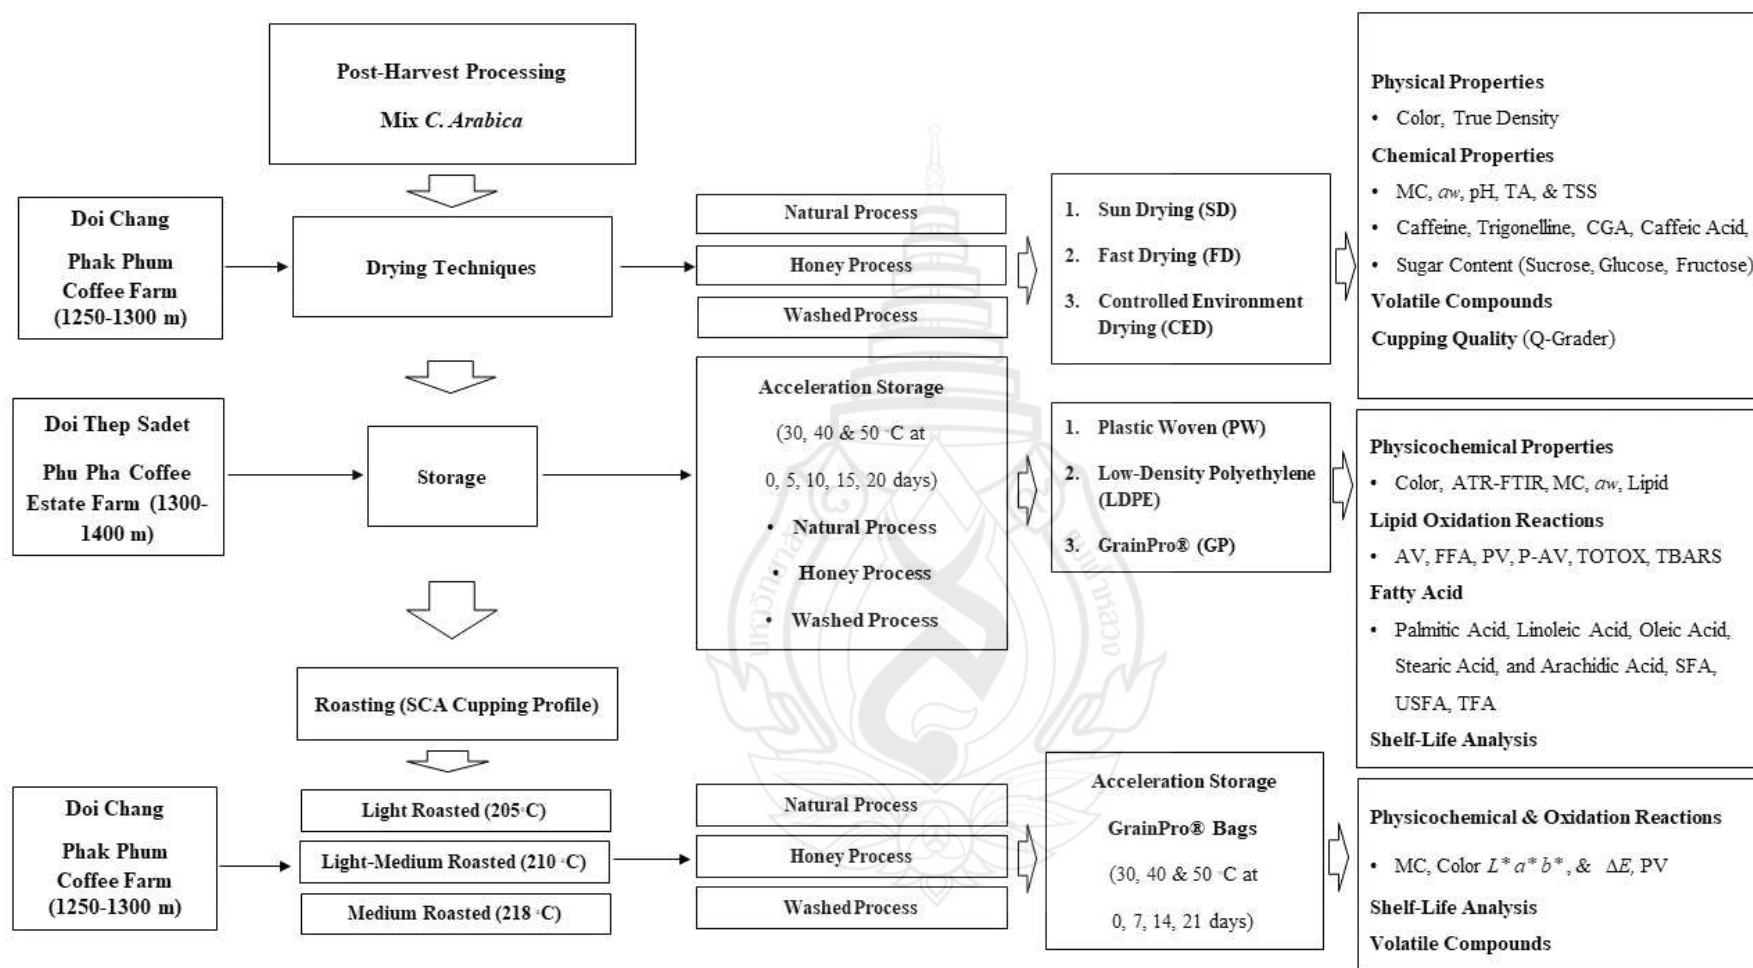 Post-Harvest Processing
Mix C. Arabica
Doi Chang
Phak Phum
Coffee Farm
(1250-1300 m)
Drying Techniques
Natural Process
Honey Process
Washed Process
1. Sun Drying (SD)
2. Fast Drying (FD)
3. Controlled Environment
Drying (CED)
Physical Properties
• Color, True Density
Chemical Properties
• MC, aw, pH, TA, & TSS
• Caffeine, Trigonelline, CGA, Caffeic Acid,
• Sugar Content (Sucrose, Glucose, Fructose)
Volatile Compounds
Cupping Quality (Q-Grader)
Doi Thep Sadet
Phu Pha Coffee
Estate Farm (1300-
1400 m)
Storage
Acceleration Storage
(30, 40 & 50 °C at
0, 5, 10, 15, 20 days)
• Natural Process
• Honey Process
• Washed Process
1. Plastic Woven (PW)
2. Low-Density Polyethylene
(LDPE)
3. GrainPro® (GP)
Physicochemical Properties
• Color, ATR-FTIR, MC, aw, Lipid
Lipid Oxidation Reactions
• AV, FFA, PV, P-AV, TOTOX, TBARS
Fatty Acid
• Palmitic Acid, Linoleic Acid, Oleic Acid,
Stearic Acid, and Arachidic Acid, SFA,
USFA, TFA
Shelf-Life Analysis
Roasting (SCA Cupping Profile)
Doi Chang
Phak Phum
Coffee Farm
(1250-1300 m)
Light Roasted (205°C)
Light-Medium Roasted (210 °C)
Medium Roasted (218 °C)
Natural Process
Honey Process
Washed Process
Acceleration Storage
GrainPro® Bags
(30, 40 & 50 °C at
0, 7, 14, 21 days)
Physicochemical & Oxidation Reactions
• MC, Color L* a* b*, & ΔE, PV
Shelf-Life Analysis
Volatile Compounds